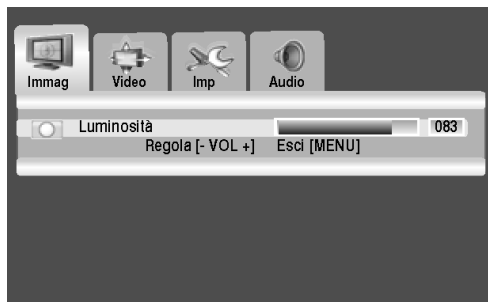 Immag Video Imp Audio
Luminosità 083
Regola [- VOL +] Esci [MENU]